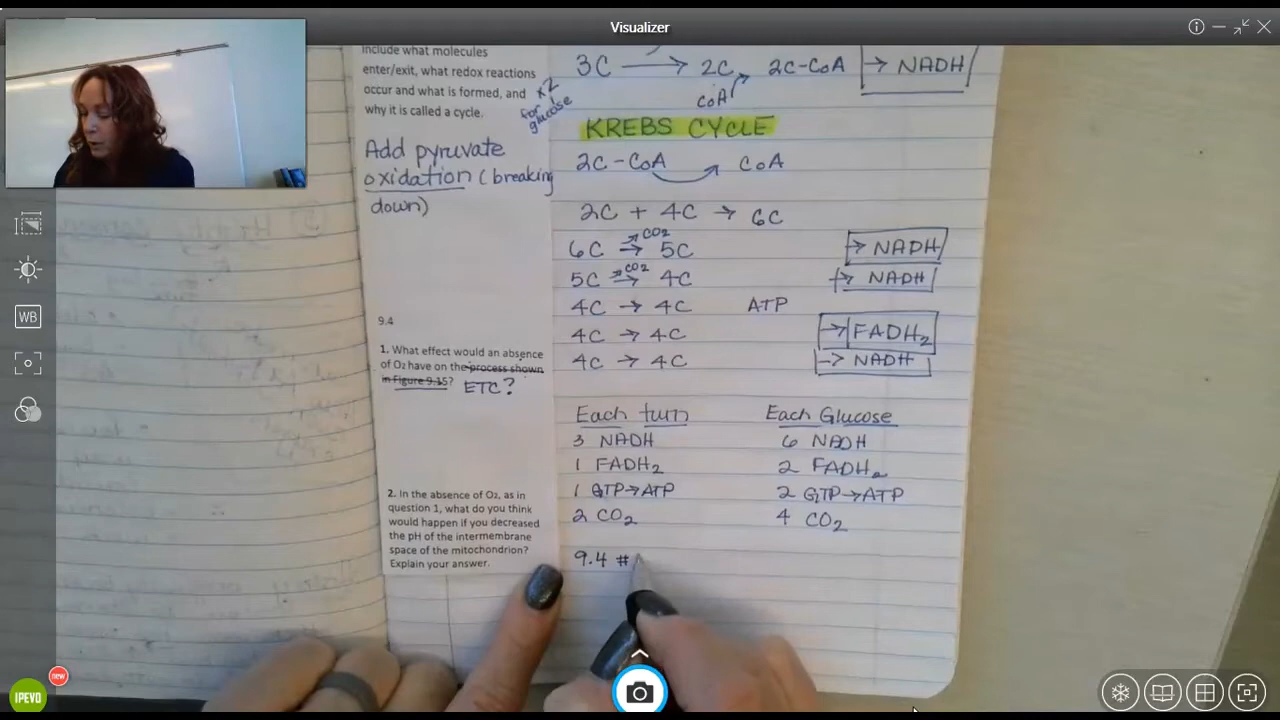 Visualizer
include what molecules
enter/exit, what redox reactions
occur and what is formed, and
why it is called a cycle.
x2
for
glucose
Add pyruvate
oxidation (breaking
down)
9.4
1. What effect would an absence
of O2 have on the process shown
in Figure 9.15? ETC?
2. In the absence of O2, as in
question 1, what do you think
would happen if you decreased
the pH of the intermembrane
space of the mitochondrion?
Explain your answer.
3C → 2C 2C-CoA → NADH
CoA
KREBS CYCLE
2C-CoA CoA
2C + 4C → 6C
CO2
6C → 5C → NADH
CO2
5C → 4C → NADH
4C → 4C ATP
4C → 4C → FADH2
4C → 4C → NADH
Each turn Each Glucose
3 NADH 6 NADH
1 FADH2 2 FADH2
1 GTP→ATP 2 GTP→ATP
2 CO2 4 CO2
9.4 #
WB
new
IPEVO